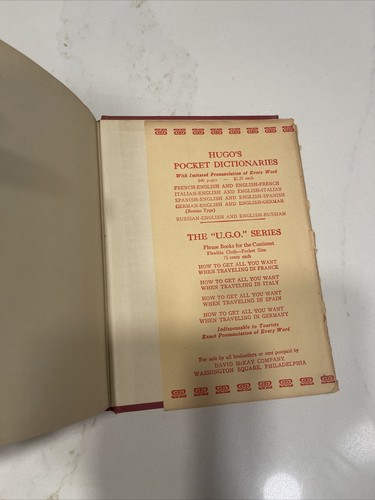 HUGO'S
POCKET DICTIONARIES
With Imitated Pronunciation of Every Word
pages — each
FRENCH-ENGLISH AND ENGLISH-FRENCH
ITALIAN-ENGLISH AND ENGLISH-ITALIAN
SPANISH-ENGLISH AND ENGLISH-SPANISH
GERMAN-ENGLISH AND ENGLISH-GERMAN
(Roman Type)
RUSSIAN-ENGLISH AND ENGLISH-RUSSIAN
THE "U.G.O." SERIES
Phrase Books for the Continent
Flexible Cloth—Pocket Size
75 cents each
HOW TO GET ALL YOU WANT
WHEN TRAVELING IN FRANCE
HOW TO GET ALL YOU WANT
WHEN TRAVELING IN ITALY
HOW TO GET ALL YOU WANT
WHEN TRAVELING IN SPAIN
HOW TO GET ALL YOU WANT
WHEN TRAVELING IN GERMANY
Indispensable to Tourists
Exact Pronunciation of Every Word
For sale by all booksellers or sent postpaid by
DAVID McKAY COMPANY
WASHINGTON SQUARE, PHILADELPHIA